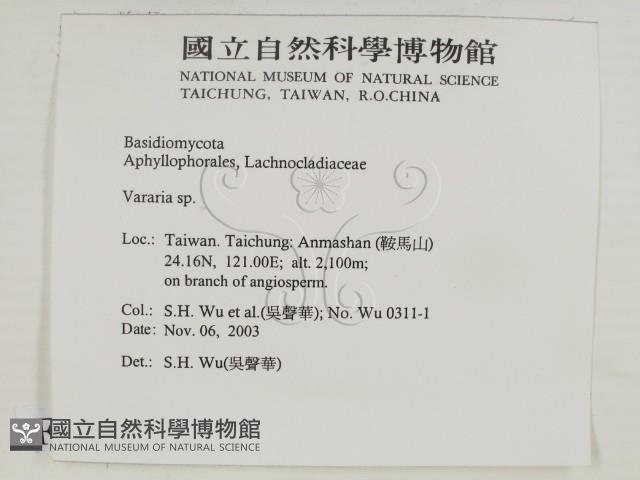 國立自然科學博物館
NATIONAL MUSEUM OF NATURAL SCIENCE
TAICHUNG, TAIWAN, R.O.CHINA
Basidiomycota
Aphyllophorales, Lachnocladiaceae
Vararia sp.
Loc.: Taiwan. Taichung: Anmashan (鞍馬山)
24.16N, 121.00E; alt. 2,100m;
on branch of angiosperm.
Col.: S.H. Wu et al.(吳聲華); No. Wu 0311-1
Date: Nov. 06, 2003
Det.: S.H. Wu(吳聲華)
國立自然科學博物館
NATIONAL MUSEUM OF NATURAL SCIENCE